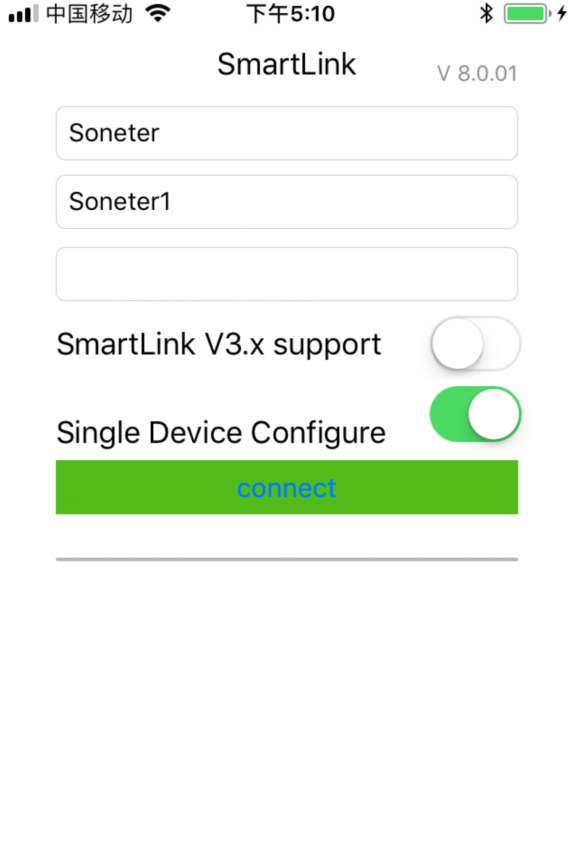 中国移动 下午5:10
SmartLink
V 8.0.01
Soneter
Soneter1
SmartLink V3.x support
Single Device Configure
connect